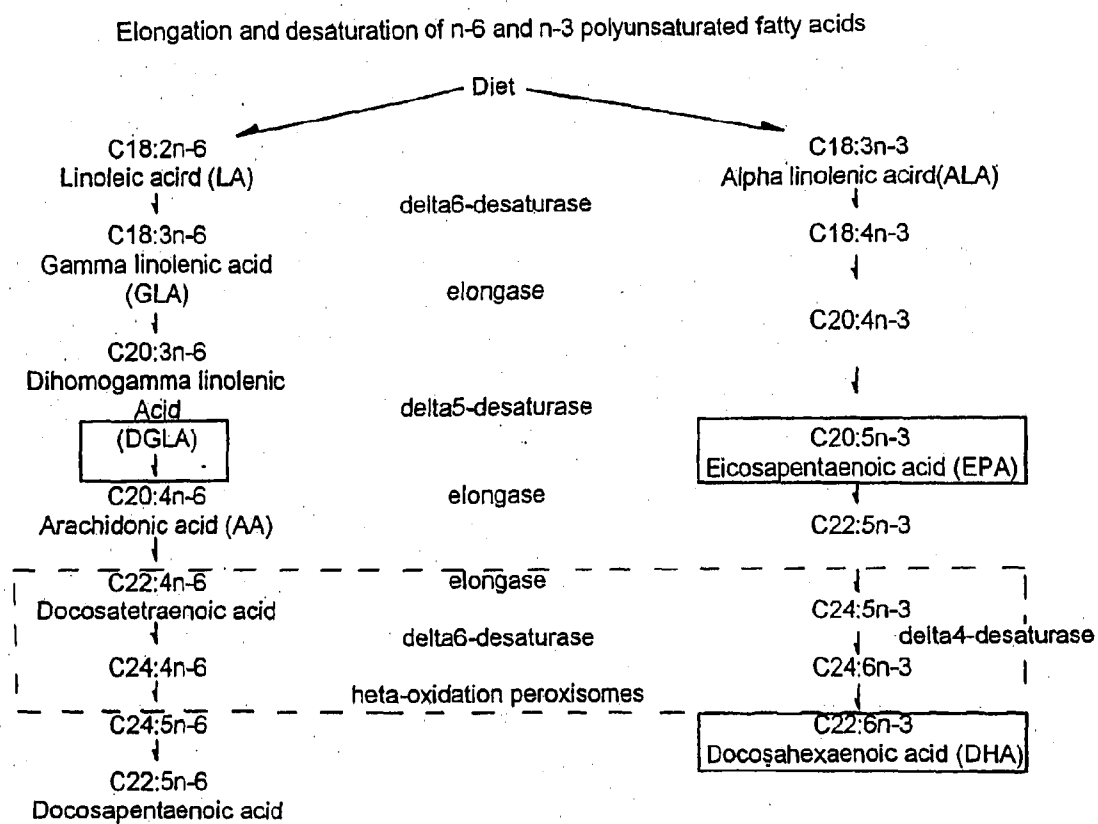 Elongation and desaturation of n-6 and n-3 polyunsaturated fatty acids
Diet
C18:2n-6
Linoleic acird (LA)
C18:3n-6
Gamma linolenic acid
(GLA)
C20:3n-6
Dihomogamma linolenic
Acid
(DGLA)
C20:4n-6
Arachidonic acid (AA)
C22:4n-6
Docosatetraenoic acid
C24:4n-6
C24:5n-6
C22:5n-6
Docosapentaenoic acid
delta6-desaturase
elongase
delta5-desaturase
elongase
elongase
delta6-desaturase
heta-oxidation peroxisomes
C18:3n-3
Alpha linolenic acird(ALA)
C18:4n-3
C20:4n-3
C20:5n-3
Eicosapentaenoic acid (EPA)
C22:5n-3
C24:5n-3
delta4-desaturase
C24:6n-3
C22:6n-3
Docosahexaenoic acid (DHA)